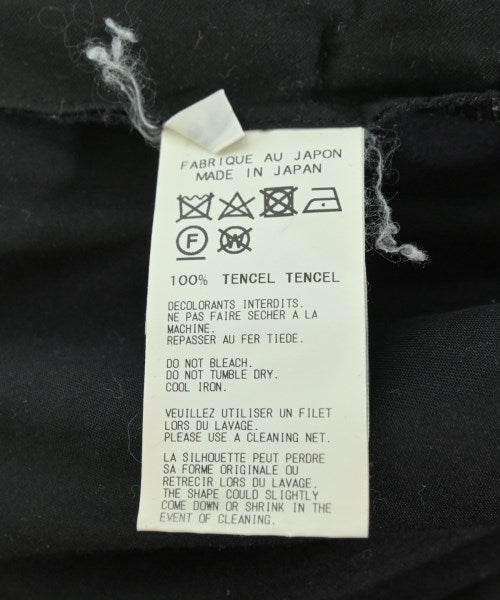 FABRIQUE AU JAPON
MADE IN JAPAN
F W
100% TENCEL TENCEL
DECOLORANTS INTERDITS.
NE PAS FAIRE SECHER A LA
MACHINE.
REPASSER AU FER TIEDE.
DO NOT BLEACH.
DO NOT TUMBLE DRY.
COOL IRON.
VEUILLEZ UTILISER UN FILET
LORS DU LAVAGE.
PLEASE USE A CLEANING NET.
LA SILHOUETTE PEUT PERDRE
SA FORME ORIGINALE OU
RETRECIR LORS DU LAVAGE.
THE SHAPE COULD SLIGHTLY
COME DOWN OR SHRINK IN THE
EVENT OF CLEANING.